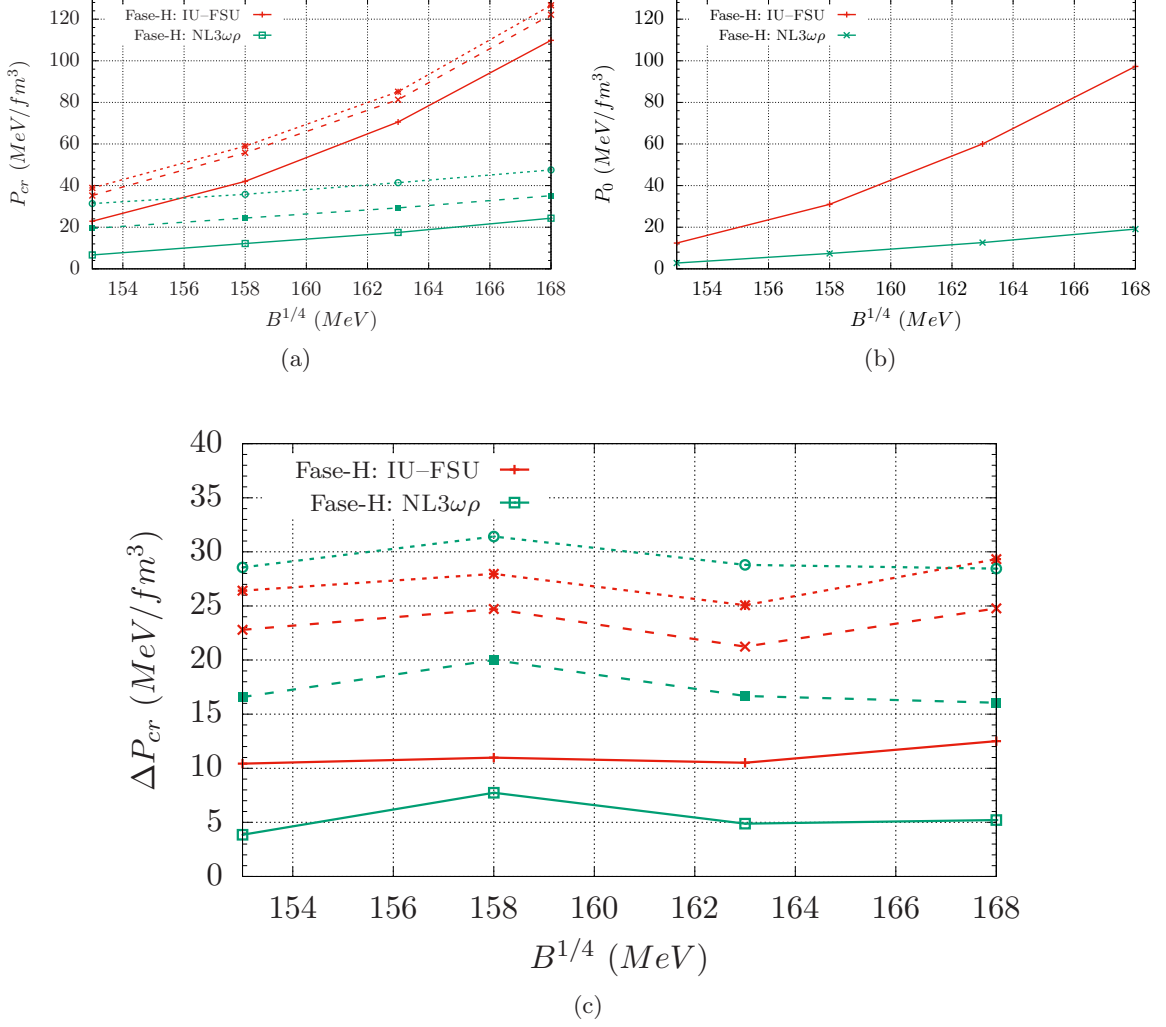 120
100
80
60
40
20
0
P_{cr} (MeV/fm^3)
Fase-H: IU–FSU
Fase-H: NL3ωρ
154 156 158 160 162 164 166 168
B^{1/4} (MeV)
(a)
120
100
80
60
40
20
0
P_0 (MeV/fm^3)
Fase-H: IU–FSU
Fase-H: NL3ωρ
154 156 158 160 162 164 166 168
B^{1/4} (MeV)
(b)
40
35
30
25
20
15
10
5
0
ΔP_{cr} (MeV/fm^3)
Fase-H: IU–FSU
Fase-H: NL3ωρ
154 156 158 160 162 164 166 168
B^{1/4} (MeV)
(c)